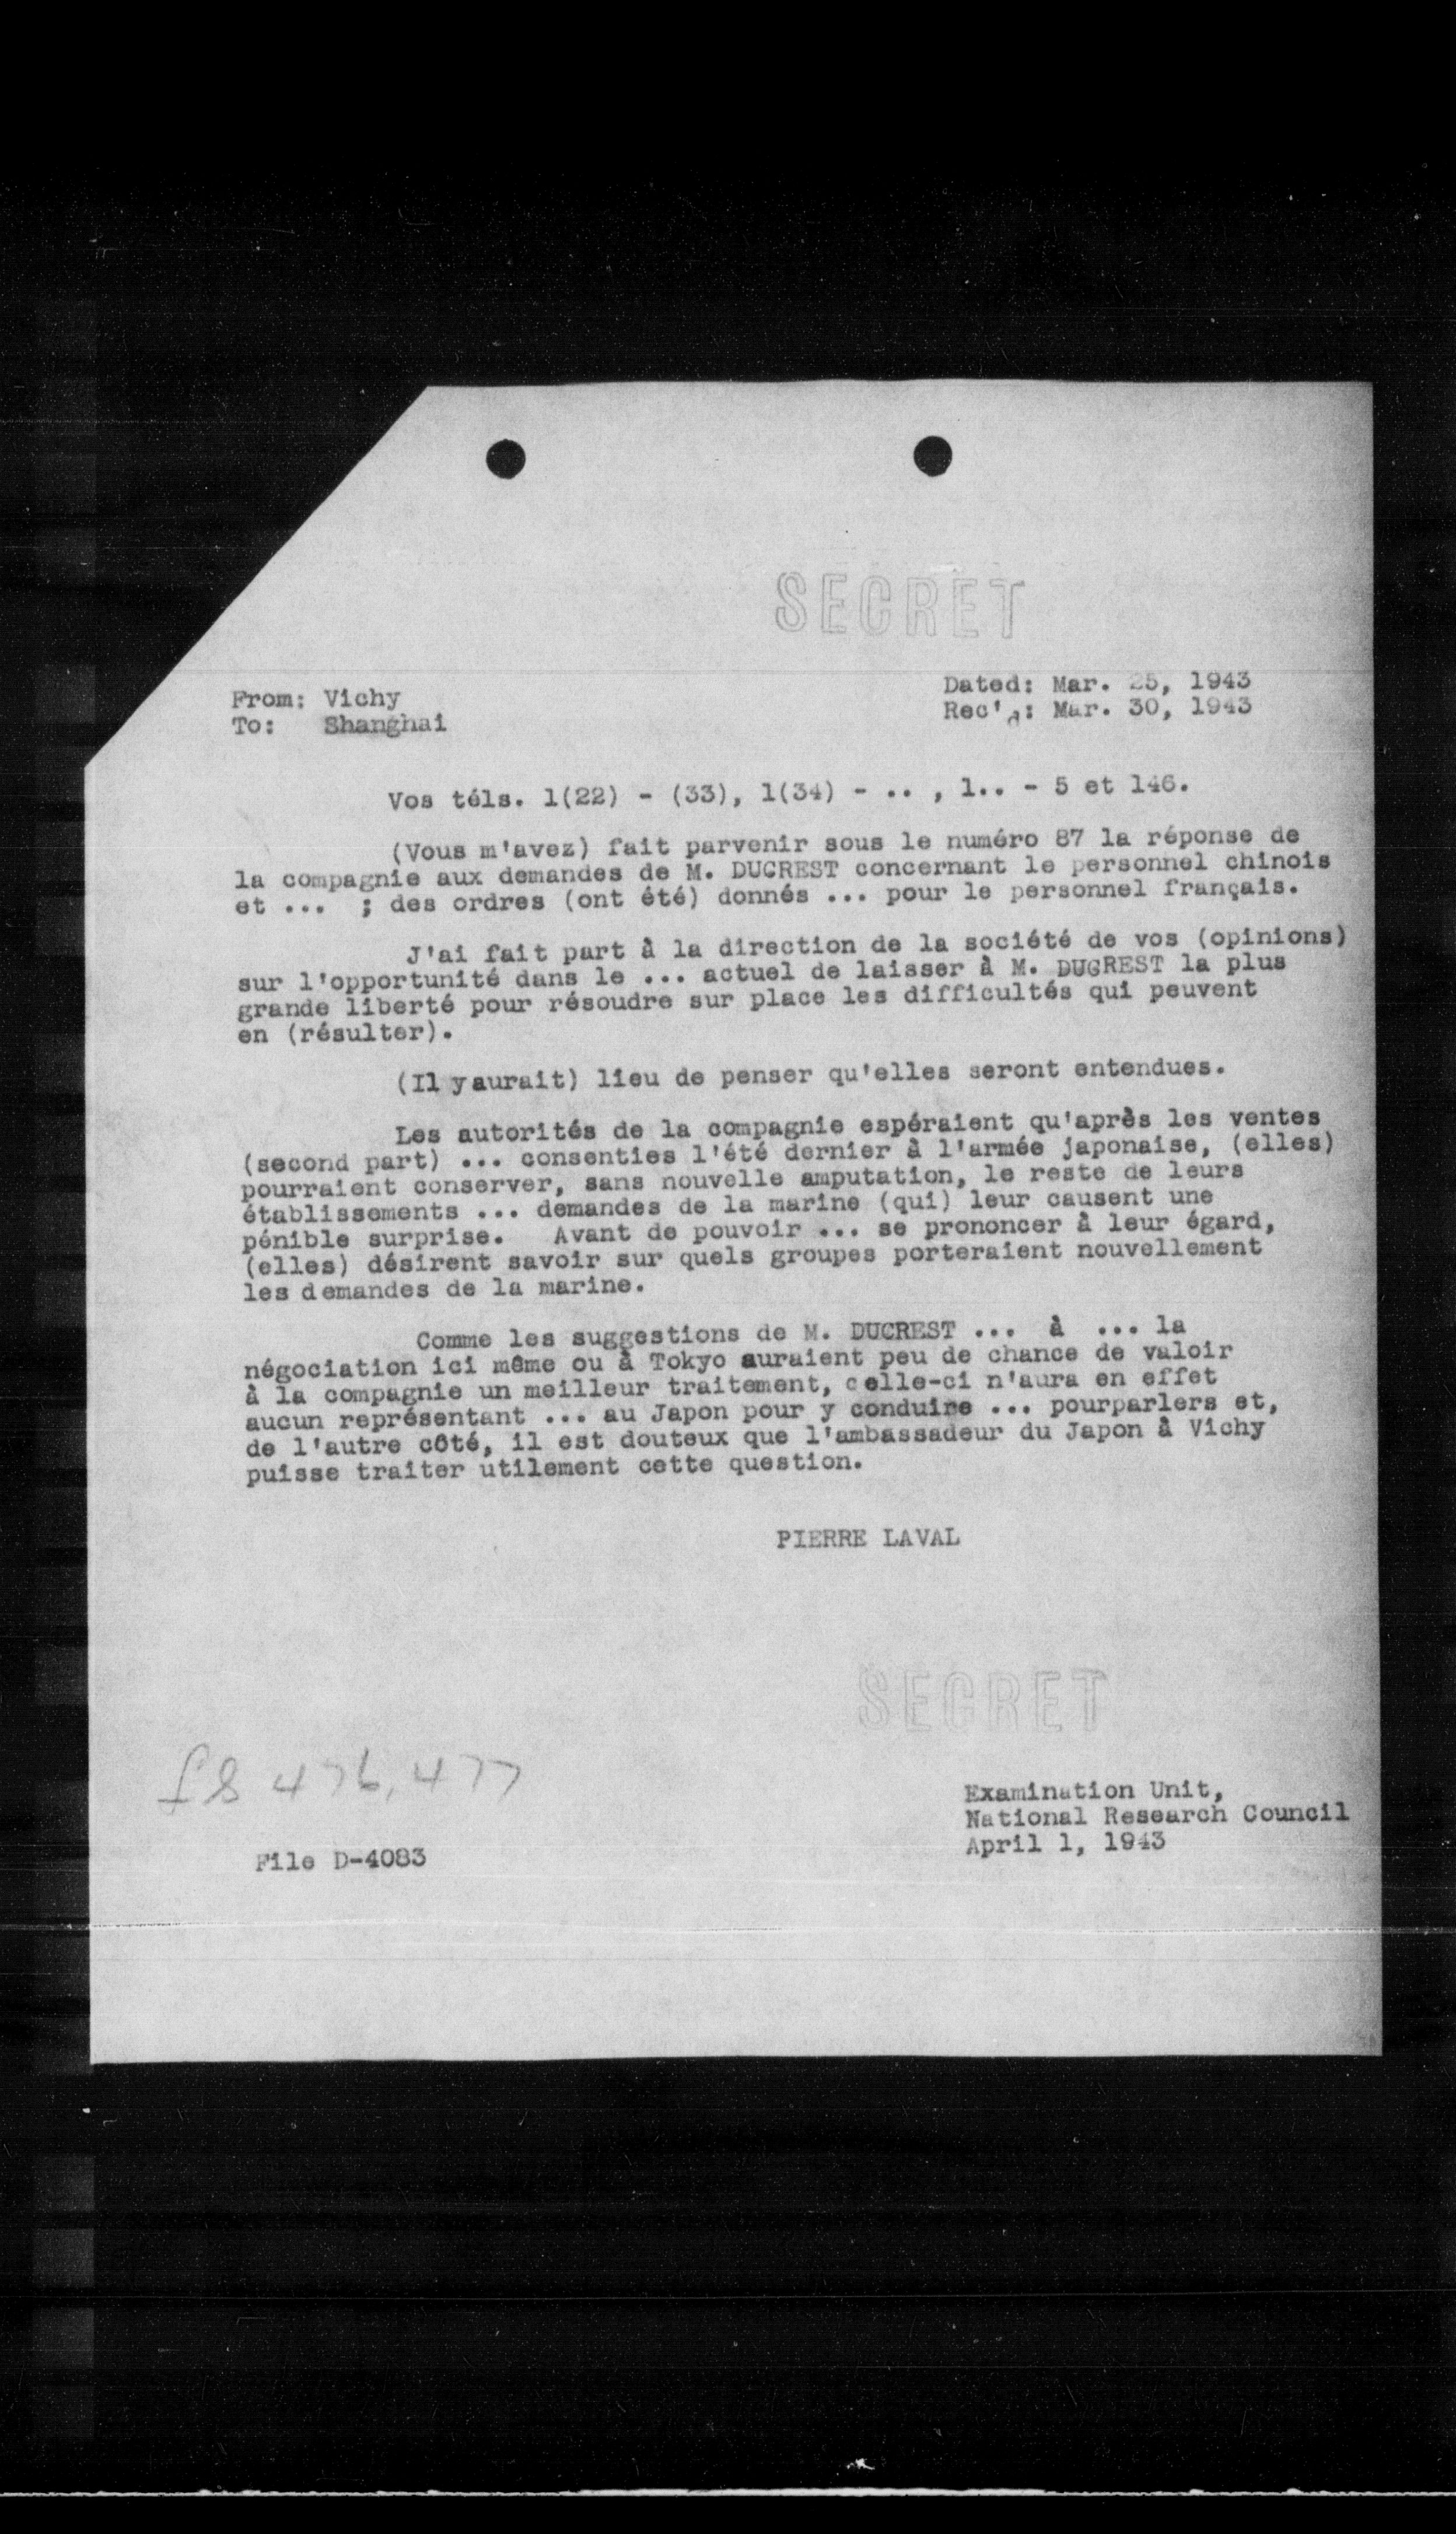 SECRET
From: Vichy
To: Shanghai
Dated: Mar. 25, 1943
Rec'd: Mar. 30, 1943
Vos téls. 1(22) - (33), 1(34) - .. , 1.. - 5 et 146.
(Vous m'avez) fait parvenir sous le numéro 87 la réponse de
la compagnie aux demandes de M. DUCREST concernant le personnel chinois
et ... ; des ordres (ont été) donnés ... pour le personnel français.
J'ai fait part à la direction de la société de vos (opinions)
sur l'opportunité dans le ... actuel de laisser à M. DUCREST la plus
grande liberté pour résoudre sur place les difficultés qui peuvent
en (résulter).
(Il y aurait) lieu de penser qu'elles seront entendues.
Les autorités de la compagnie espéraient qu'après les ventes
(second part) ... consenties l'été dernier à l'armée japonaise, (elles)
pourraient conserver, sans nouvelle amputation, le reste de leurs
établissements ... demandes de la marine (qui) leur causent une
pénible surprise. Avant de pouvoir ... se prononcer à leur égard,
(elles) désirent savoir sur quels groupes porteraient nouvellement
les demandes de la marine.
Comme les suggestions de M. DUCREST ... à ... la
négociation ici même ou à Tokyo auraient peu de chance de valoir
à la compagnie un meilleur traitement, celle-ci n'aura en effet
aucun représentant ... au Japon pour y conduire ... pourparlers et,
de l'autre côté, il est douteux que l'ambassadeur du Japon à Vichy
puisse traiter utilement cette question.
PIERRE LAVAL
SECRET
f8 476, 477
Examination Unit,
National Research Council
April 1, 1943
File D-4083